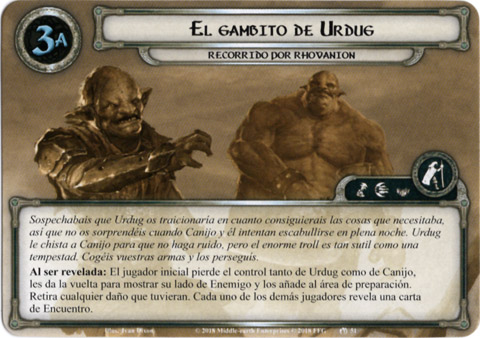 3A
El gambito de Urdug
Recorrido por Rhovanion
Sospechabais que Urdug os traicionaría en cuanto consiguierais las cosas que necesitaba,
así que no os sorprendéis cuando Canijo y él intentan escabullirse en plena noche. Urdug
le chista a Canijo para que no haga ruido, pero el enorme troll es tan sutil como una
tempestad. Cogéis vuestras armas y los perseguís.
Al ser revelada: El jugador inicial pierde el control tanto de Urdug como de Canijo,
les da la vuelta para mostrar su lado de Enemigo y los añade al área de preparación.
Retira cualquier daño que tuvieran. Cada uno de los demás jugadores revela una carta
de Encuentro.
© 2018 Middle-earth Enterprises © 2018 FFG